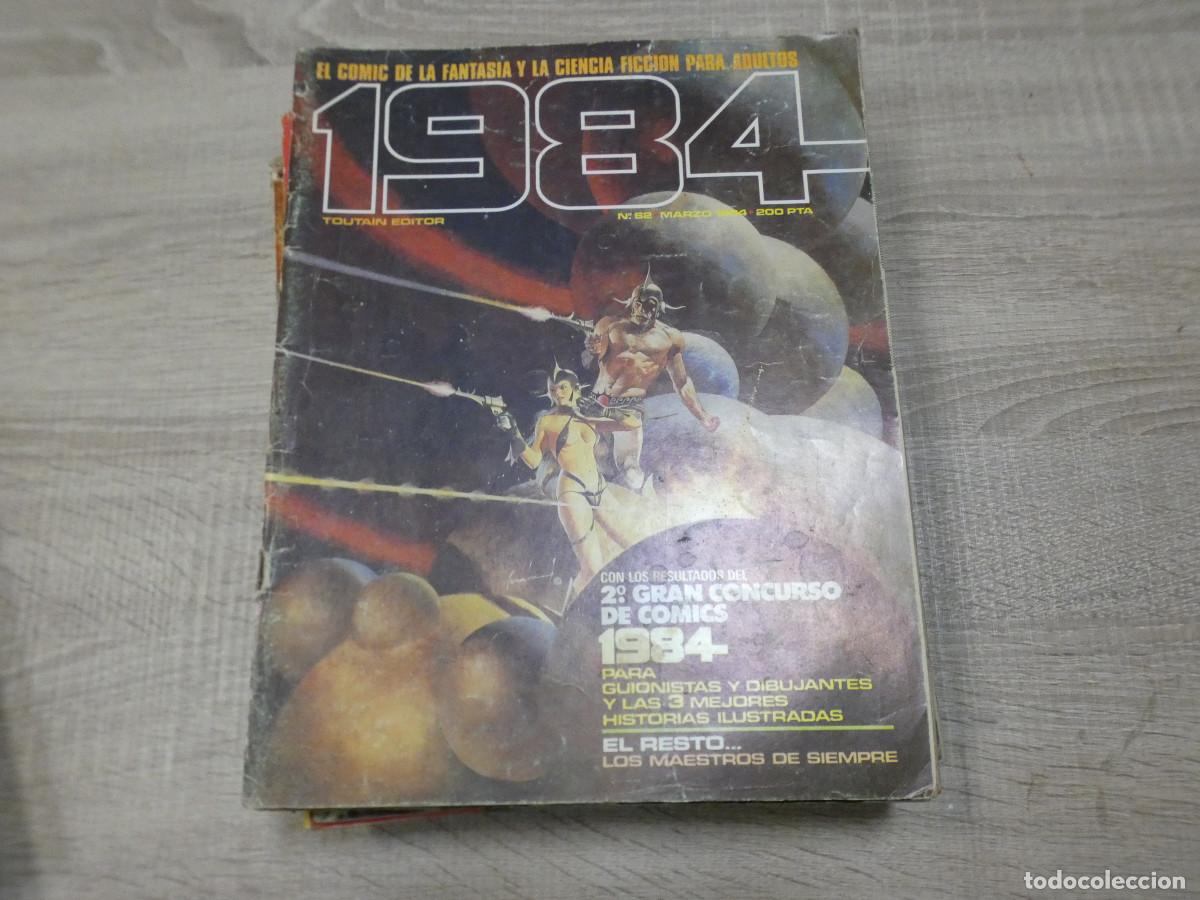 EL COMIC DE LA FANTASIA Y LA CIENCIA FICCION PARA ADULTOS
1984
TOUTAIN EDITOR
Nº 62 MARZO 1984 200 PTA
CON LOS RESULTADOS DEL
2º GRAN CONCURSO
DE COMICS
1984
PARA
GUIONISTAS Y DIBUJANTES
Y LAS 3 MEJORES
HISTORIAS ILUSTRADAS
EL RESTO...
LOS MAESTROS DE SIEMPRE
todocoleccion